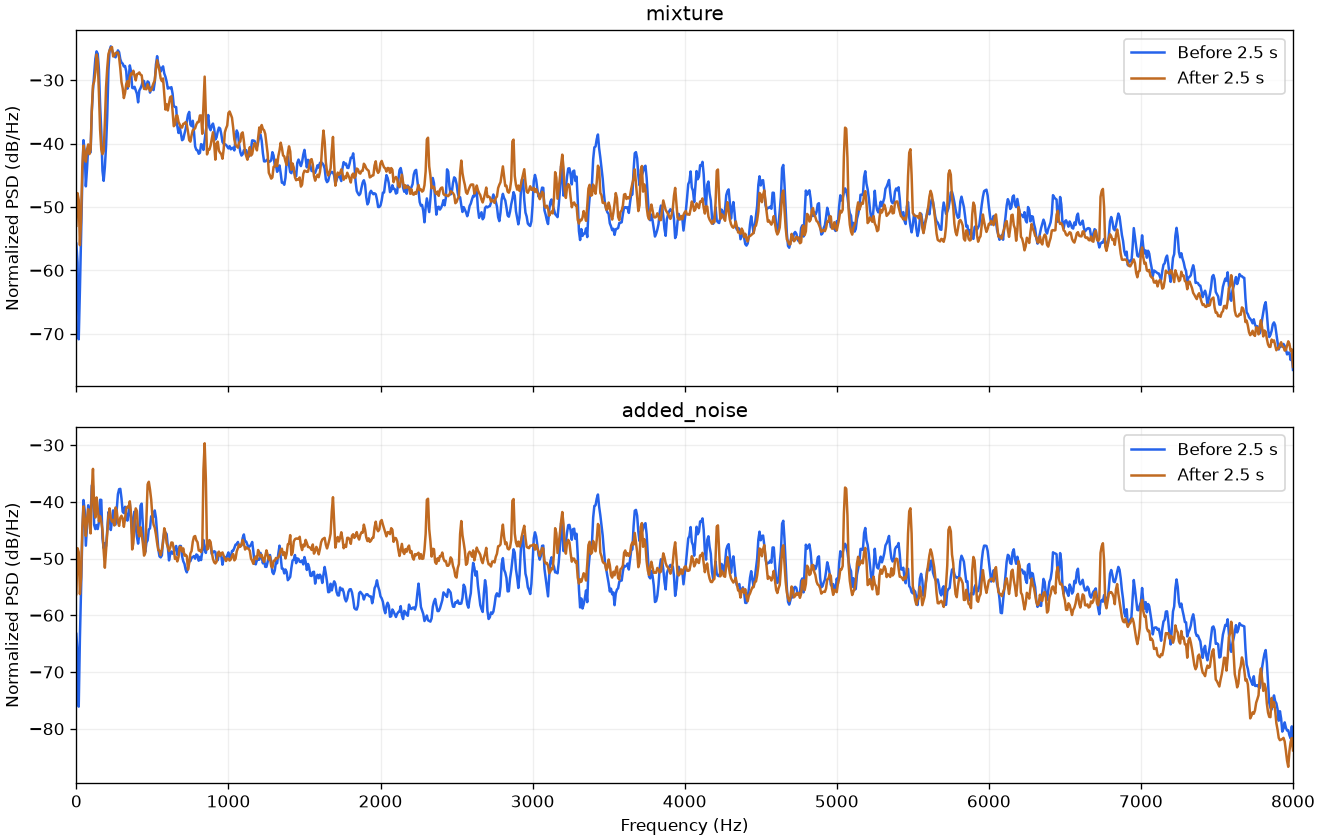 mixture
Normalized PSD (dB/Hz)
−30
−40
−50
−60
−70
Before 2.5 s
After 2.5 s
added_noise
Normalized PSD (dB/Hz)
−30
−40
−50
−60
−70
−80
Before 2.5 s
After 2.5 s
0 1000 2000 3000 4000 5000 6000 7000 8000
Frequency (Hz)